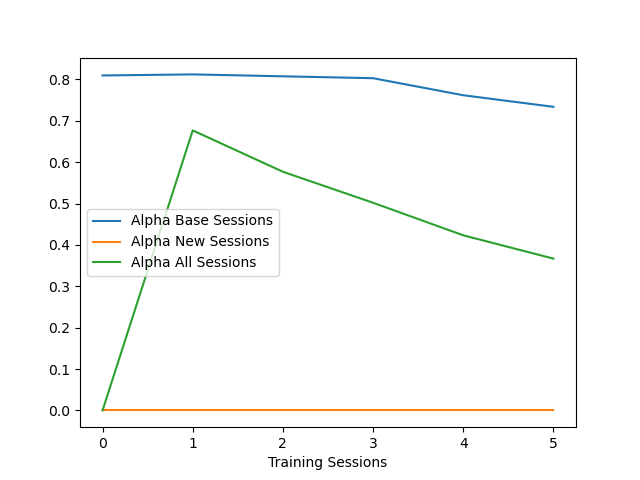 0.8
0.7
0.6
0.5
0.4
0.3
0.2
0.1
0.0
Alpha Base Sessions
Alpha New Sessions
Alpha All Sessions
0 1 2 3 4 5
Training Sessions